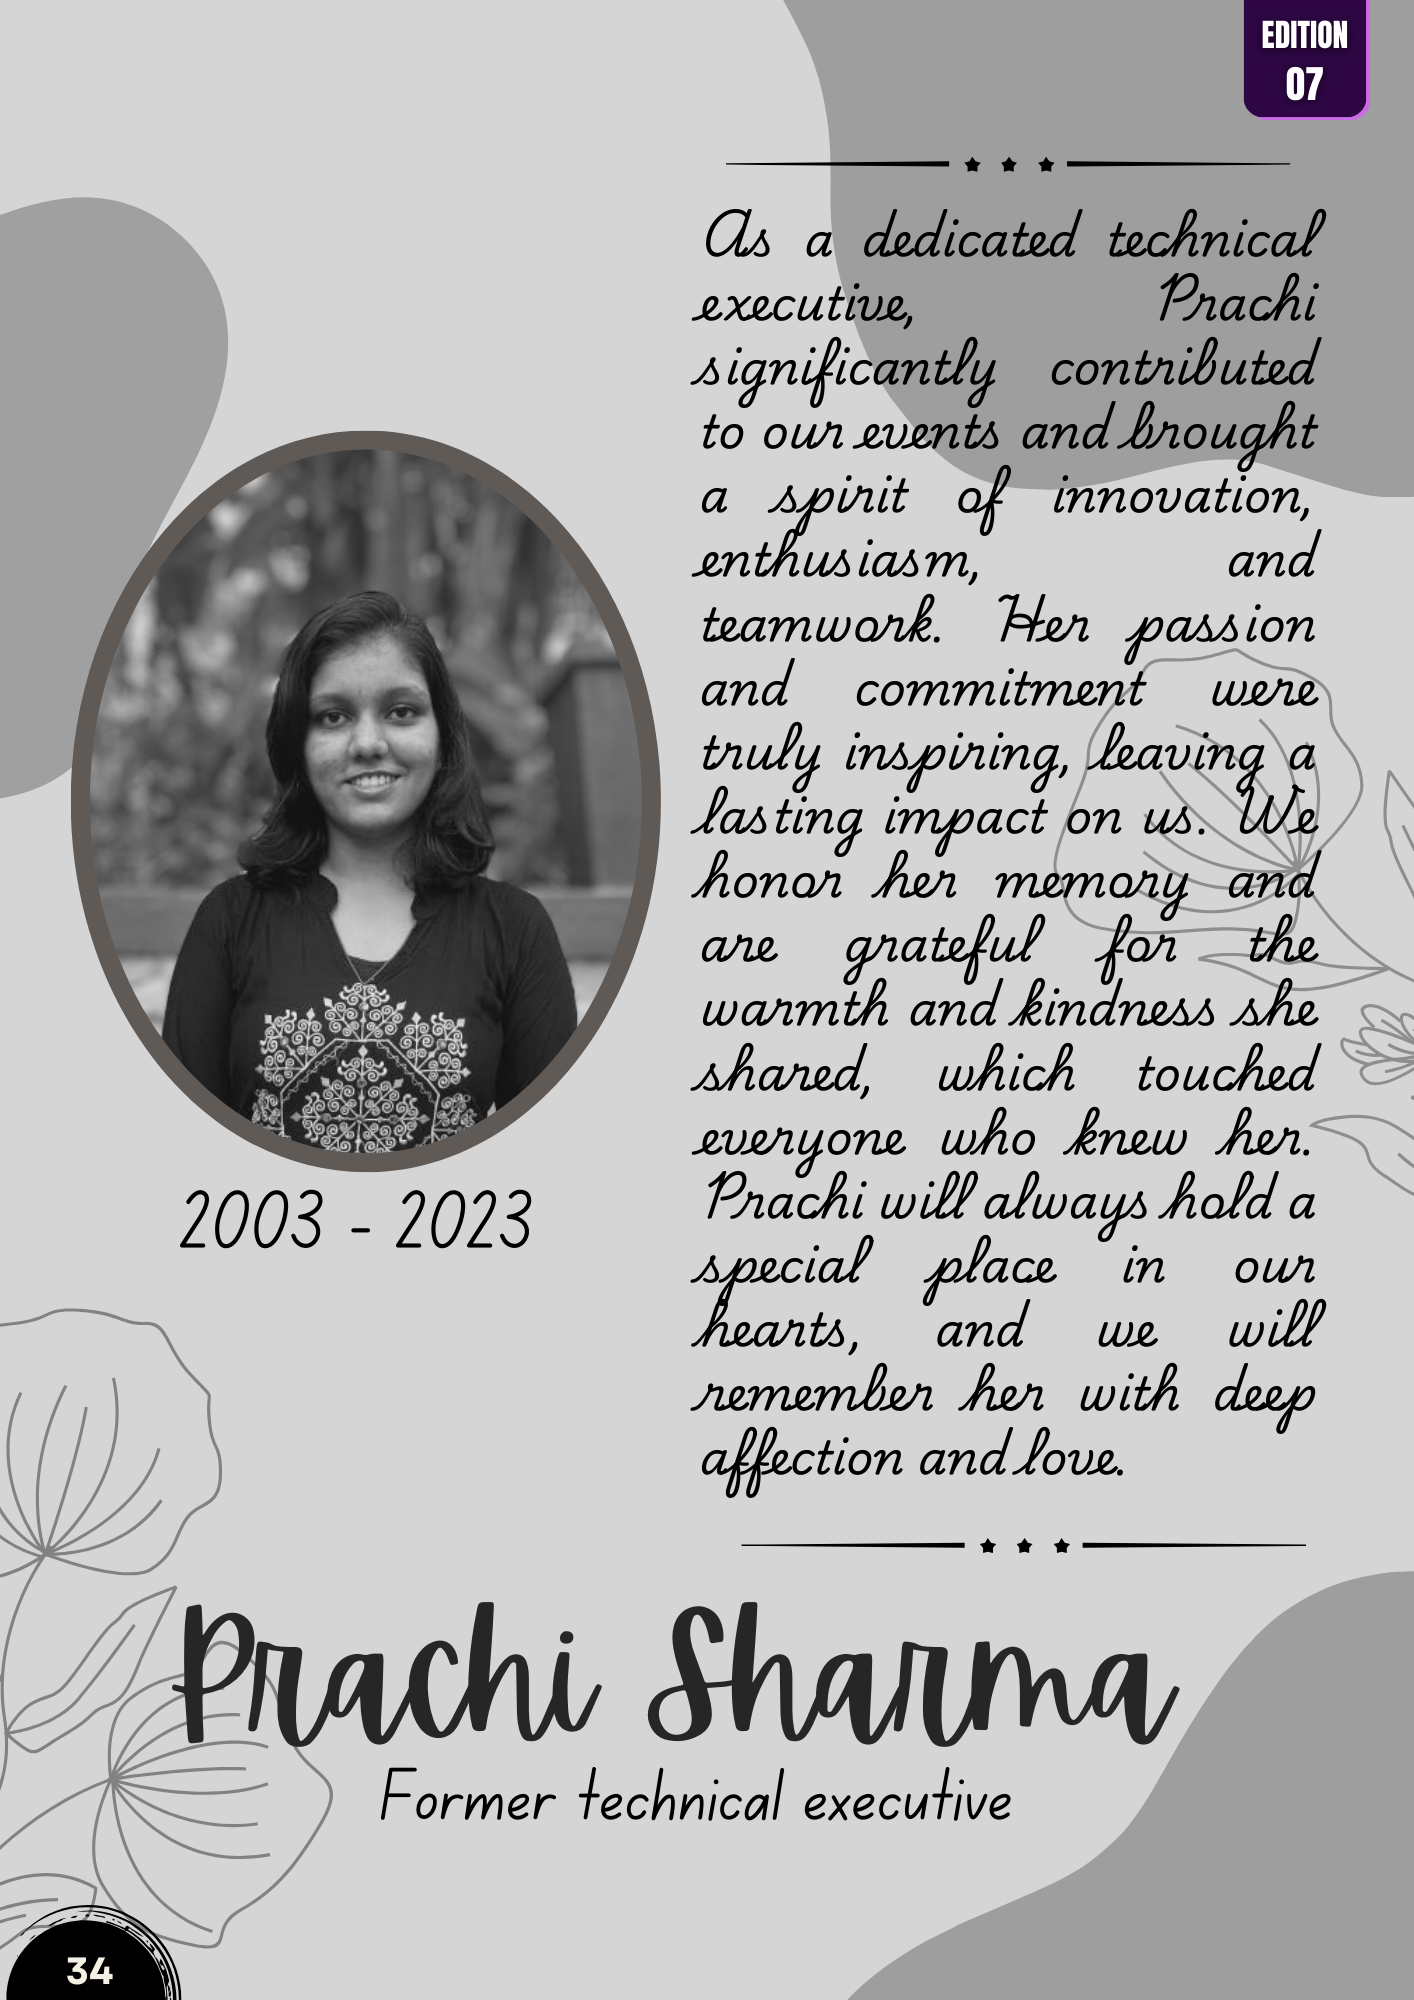 EDITION
07
As a dedicated technical
executive, Prachi
significantly contributed
to our events and brought
a spirit of innovation,
enthusiasm, and
teamwork. Her passion
and commitment were
truly inspiring, leaving a
lasting impact on us. We
honor her memory and
are grateful for the
warmth and kindness she
shared, which touched
everyone who knew her.
Prachi will always hold a
special place in our
hearts, and we will
remember her with deep
affection and love.
2003 - 2023
Prachi Sharma
Former technical executive
34